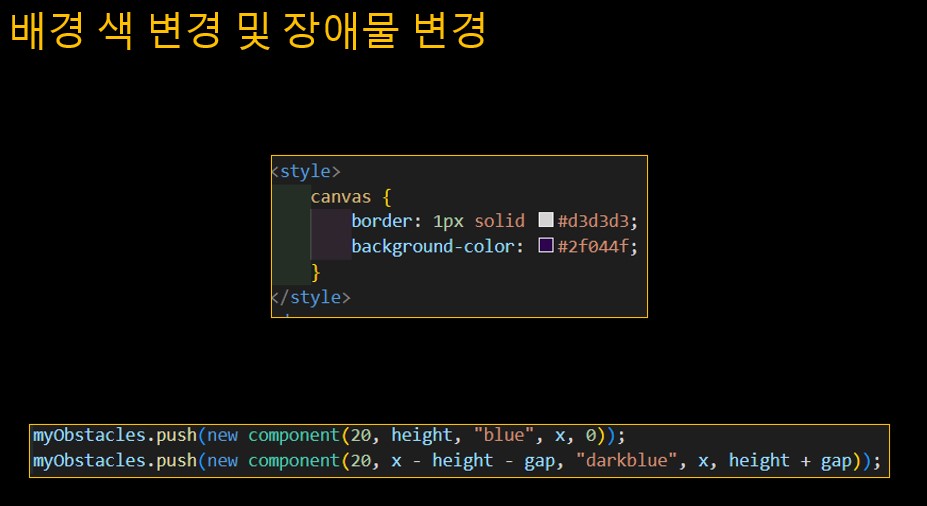 배경 색 변경 및 장애물 변경
<style>
canvas {
border: 1px solid #d3d3d3;
background-color: #2f044f;
}
</style>
myObstacles.push(new component(20, height, "blue", x, 0));
myObstacles.push(new component(20, x - height - gap, "darkblue", x, height + gap));